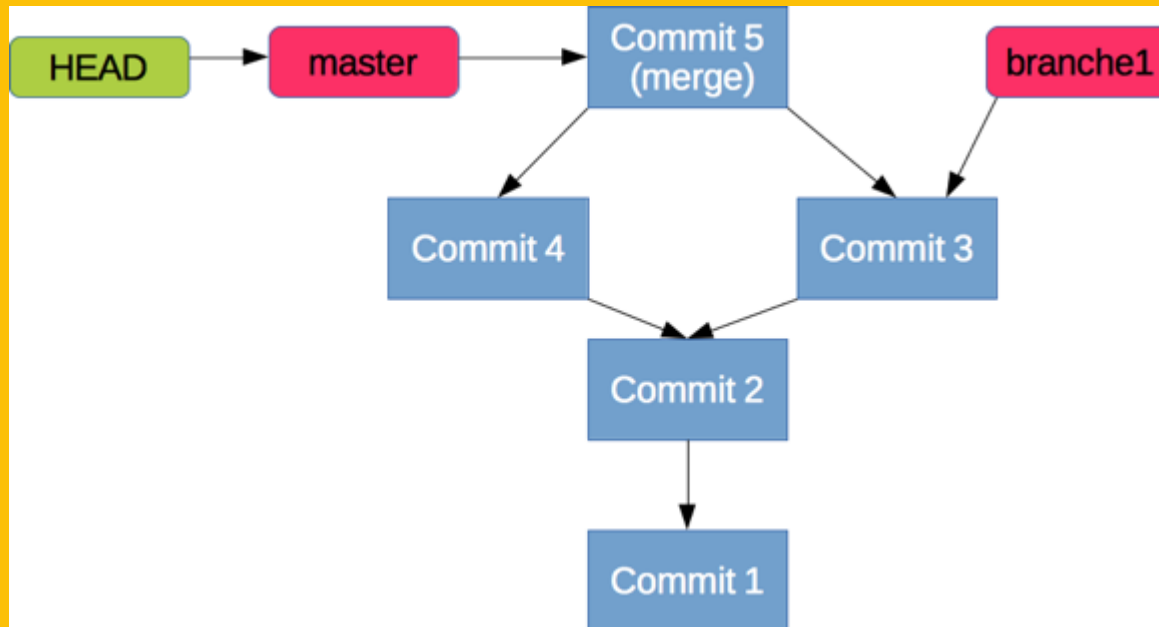 HEAD
master
Commit 5
(merge)
branche1
Commit 4
Commit 3
Commit 2
Commit 1